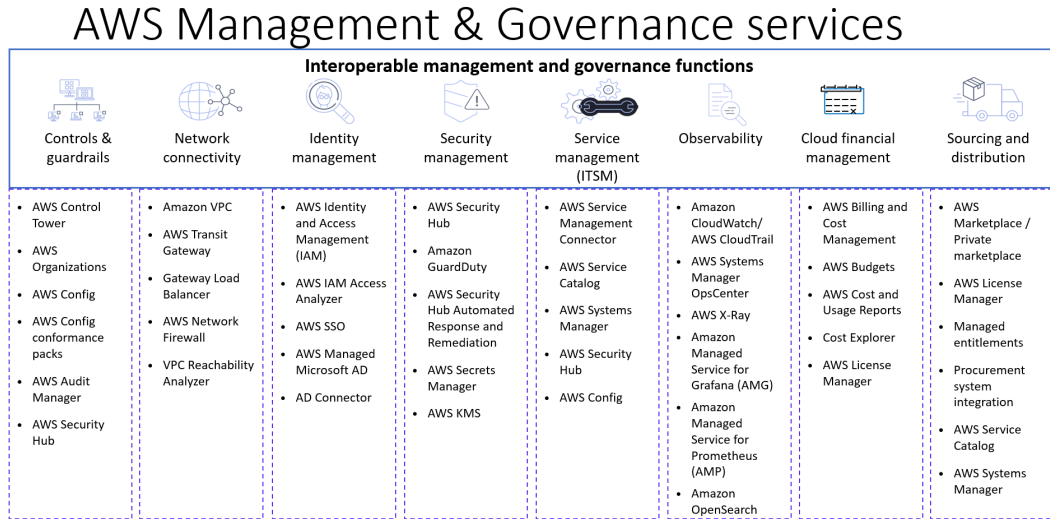 AWS Management & Governance services
Interoperable management and governance functions
Controls &
guardrails
Network
connectivity
Identity
management
Security
management
Service
management
(ITSM)
Observability
Cloud financial
management
Sourcing and
distribution
• AWS Control
Tower
• AWS
Organizations
• AWS Config
• AWS Config
conformance
packs
• AWS Audit
Manager
• AWS Security
Hub
• Amazon VPC
• AWS Transit
Gateway
• Gateway Load
Balancer
• AWS Network
Firewall
• VPC Reachability
Analyzer
• AWS Identity
and Access
Management
(IAM)
• AWS IAM Access
Analyzer
• AWS SSO
• AWS Managed
Microsoft AD
• AD Connector
• AWS Security
Hub
• Amazon
GuardDuty
• AWS Security
Hub Automated
Response and
Remediation
• AWS Secrets
Manager
• AWS KMS
• AWS Service
Management
Connector
• AWS Service
Catalog
• AWS Systems
Manager
• AWS Security
Hub
• AWS Config
• Amazon
CloudWatch/
AWS CloudTrail
• AWS Systems
Manager
OpsCenter
• AWS X-Ray
• Amazon
Managed
Service for
Grafana (AMG)
• Amazon
Managed
Service for
Prometheus
(AMP)
• Amazon
OpenSearch
• AWS Billing and
Cost
Management
• AWS Budgets
• AWS Cost and
Usage Reports
• Cost Explorer
• AWS License
Manager
• AWS
Marketplace /
Private
marketplace
• AWS License
Manager
• Managed
entitlements
• Procurement
system
integration
• AWS Service
Catalog
• AWS Systems
Manager